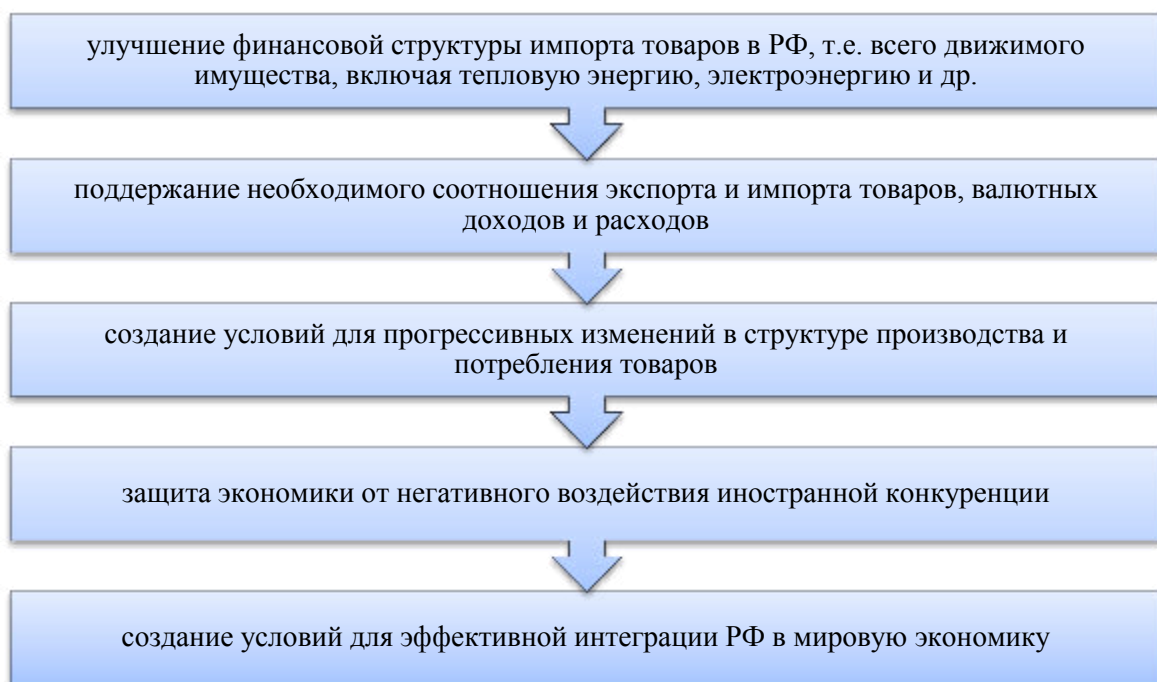 улучшение финансовой структуры импорта товаров в РФ, т.е. всего движимого
имущества, включая тепловую энергию, электроэнергию и др.
поддержание необходимого соотношения экспорта и импорта товаров, валютных
доходов и расходов
создание условий для прогрессивных изменений в структуре производства и
потребления товаров
защита экономики от негативного воздействия иностранной конкуренции
создание условий для эффективной интеграции РФ в мировую экономику